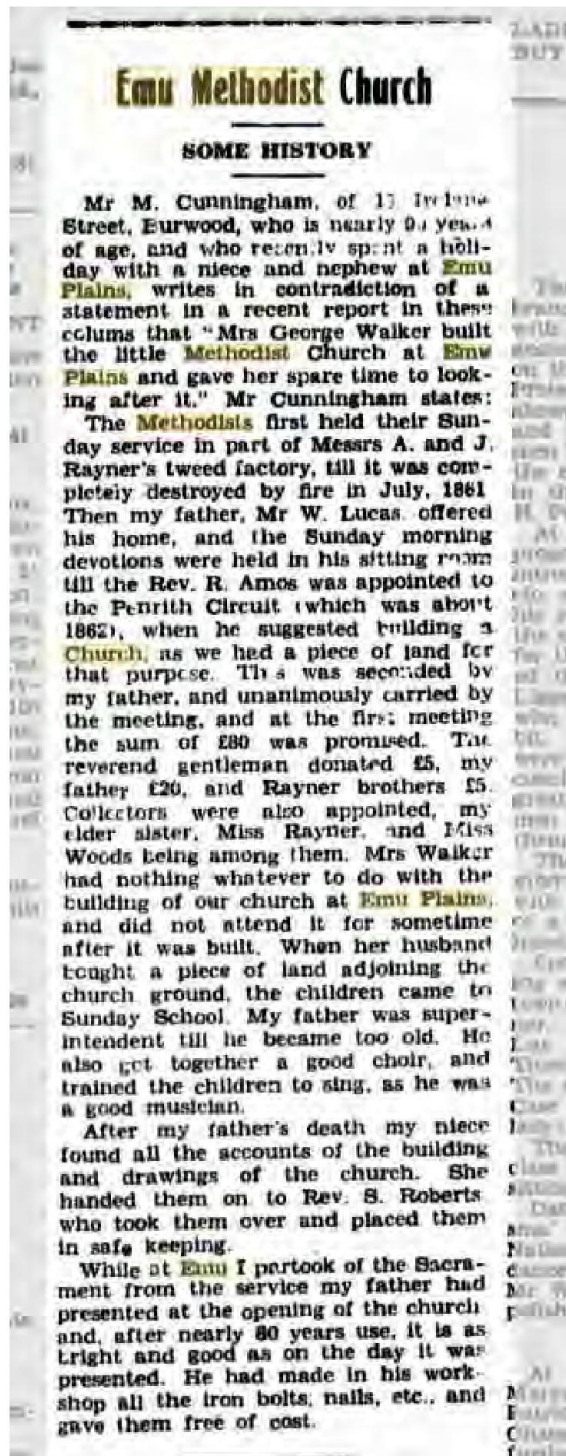 Emu Methodist Church
SOME HISTORY
Mr M. Cunningham, of
Street, Burwood, who is nearly
of age, and who recently spent a holi-
day with a niece and nephew at Emu
Plains, writes in contradiction of a
statement in a recent report in these
colums that "Mrs George Walker built
the little Methodist Church at Emu
Plains and gave her spare time to look-
ing after it." Mr Cunningham states:
The Methodists first held their Sun-
day service in part of Messrs A. and J.
Rayner's tweed factory, till it was com-
pletely destroyed by fire in July, 1861
Then my father, Mr W. Lucas offered
his home, and the Sunday morning
devotions were held in his sitting room
till the Rev. R. Amos was appointed to
the Penrith Circuit (which was about
1862), when he suggested building a
Church, as we had a piece of land for
that purpose. This was seconded by
my father, and unanimously carried by
the meeting, and at the first meeting
the sum of £80 was promised. The
reverend gentleman donated £5, my
father £20, and Rayner brothers £5.
Collectors were also appointed, my
elder sister, Miss Rayner, and Miss
Woods being among them. Mrs Walker
had nothing whatever to do with the
building of our church at Emu Plains,
and did not attend it for sometime
after it was built. When her husband
bought a piece of land adjoining the
church ground, the children came to
Sunday School. My father was super-
intendent till he became too old. He
also get together a good choir, and
trained the children to sing, as he was
a good musician.
After my father's death my niece
found all the accounts of the building
and drawings of the church. She
handed them on to Rev. S. Roberts
who took them over and placed them
in safe keeping.
While at Emu I partook of the Sacra-
ment from the service my father had
presented at the opening of the church
and, after nearly 80 years use, it is as
bright and good as on the day it was
presented. He had made in his work-
shop all the iron bolts, nails, etc., and
gave them free of cost.